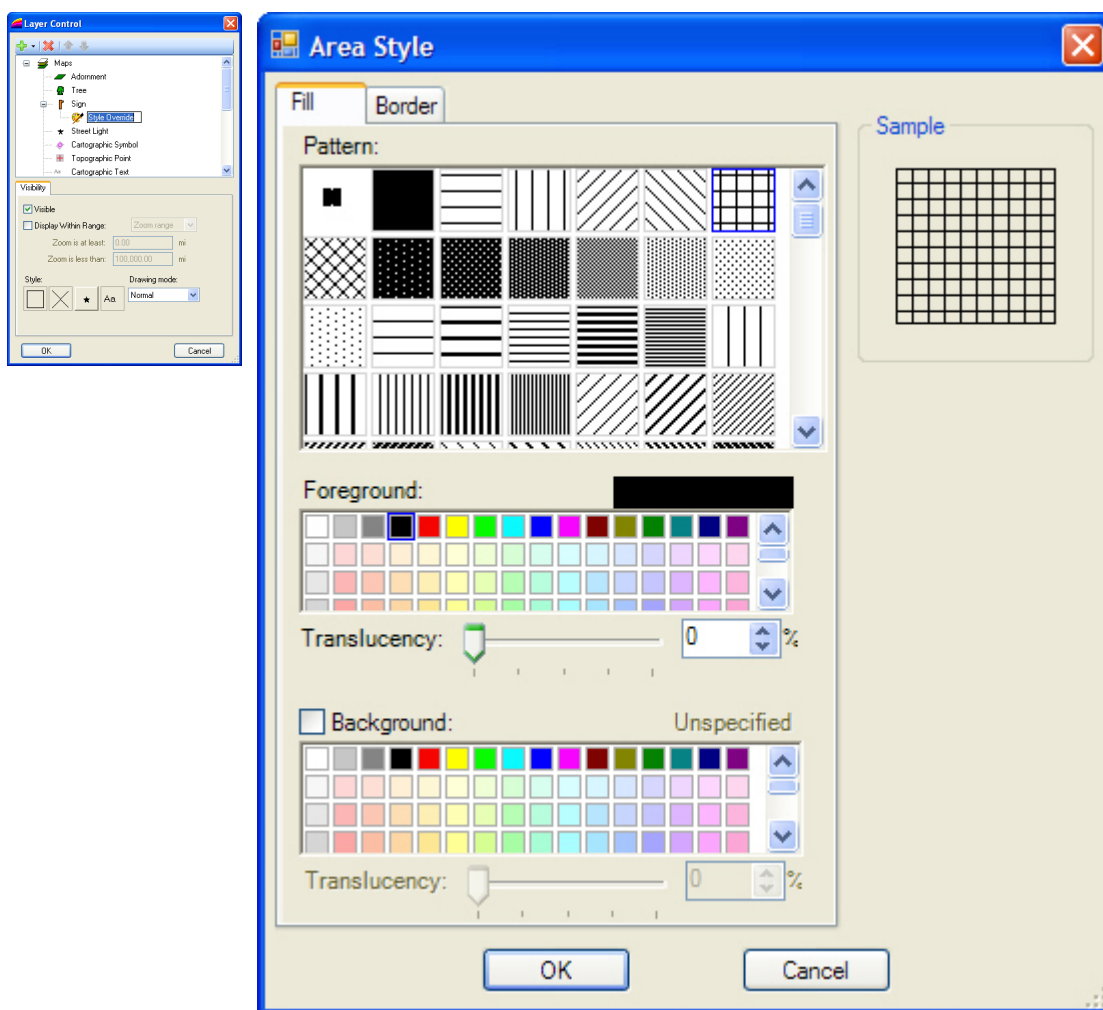 Layer Control
Maps
Adornment
Tree
Sign
Style Override
Street Light
Cartographic Symbol
Topographic Point
Aa Cartographic Text
Visibility
Visible
Display Within Range: Zoom range
Zoom is at least: 0.00 mi
Zoom is less than: 100,000.00 mi
Style: Drawing mode:
Aa Normal
OK Cancel
Area Style
Fill Border
Sample
Pattern:
N
Foreground:
Translucency: 0 %
Background: Unspecified
Translucency: 0 %
OK Cancel